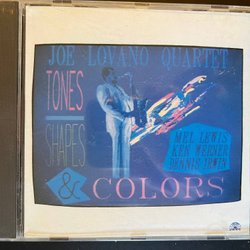 JOE LOVANO QUARTET
TONES
SHAPES
& COLORS
MEL LEWIS
KEN WERNER
DENNIS IRWIN